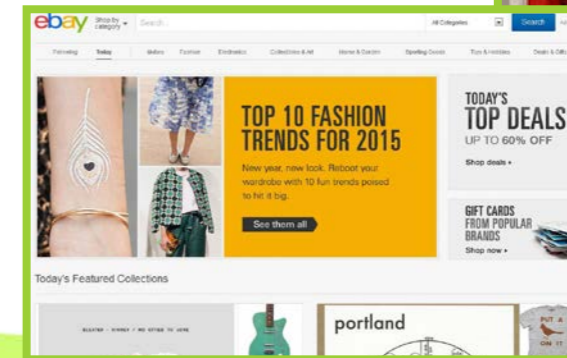 ebay
Shop by
category
Search...
All Categories
Search
Following
Today
Motors
Fashion
Electronics
Collectibles & Art
Home & Garden
Sporting Goods
Toys & Hobbies
TOP 10 FASHION
TRENDS FOR 2015
New year, new look. Reboot your
wardrobe with 10 fun trends poised
to hit it big.
See them all
TODAY'S
TOP DEALS
UP TO 60% OFF
Shop deals
GIFT CARDS
FROM POPULAR
BRANDS
Shop now
Today's Featured Collections
portland
PUT A
ON IT